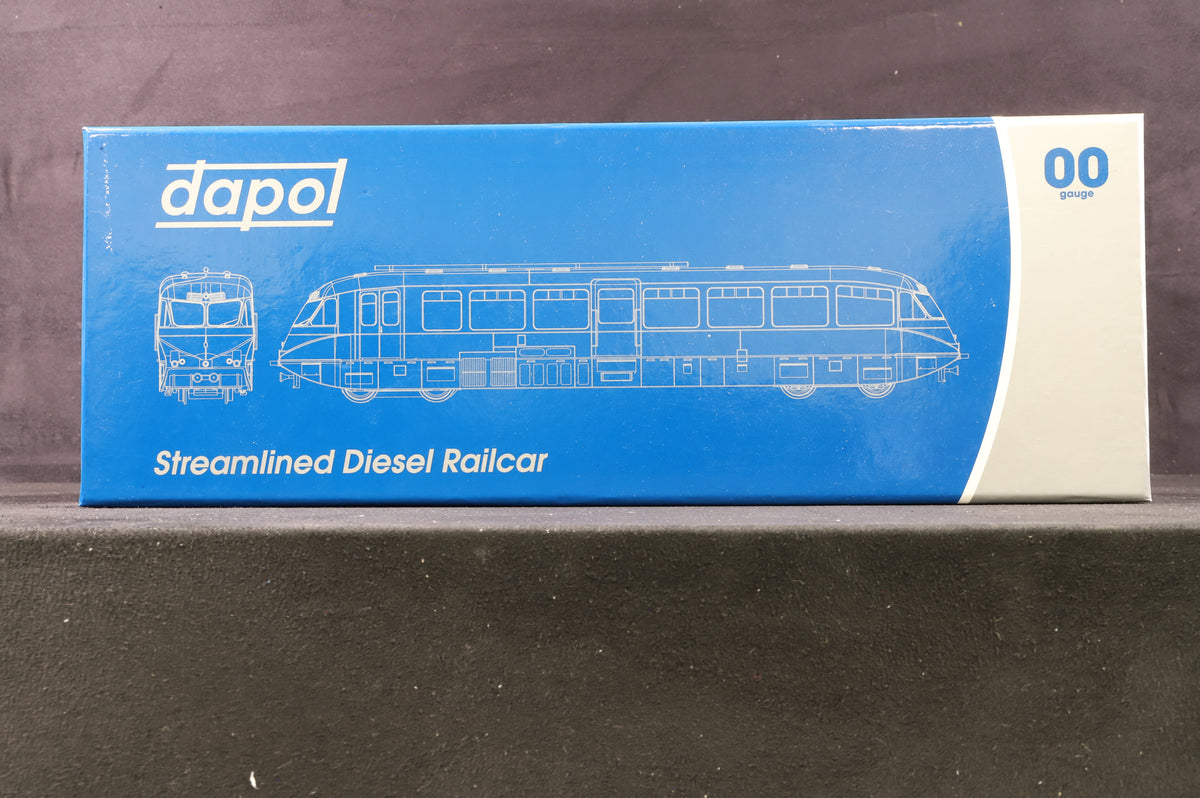 dapol
00
gauge
Streamlined Diesel Railcar